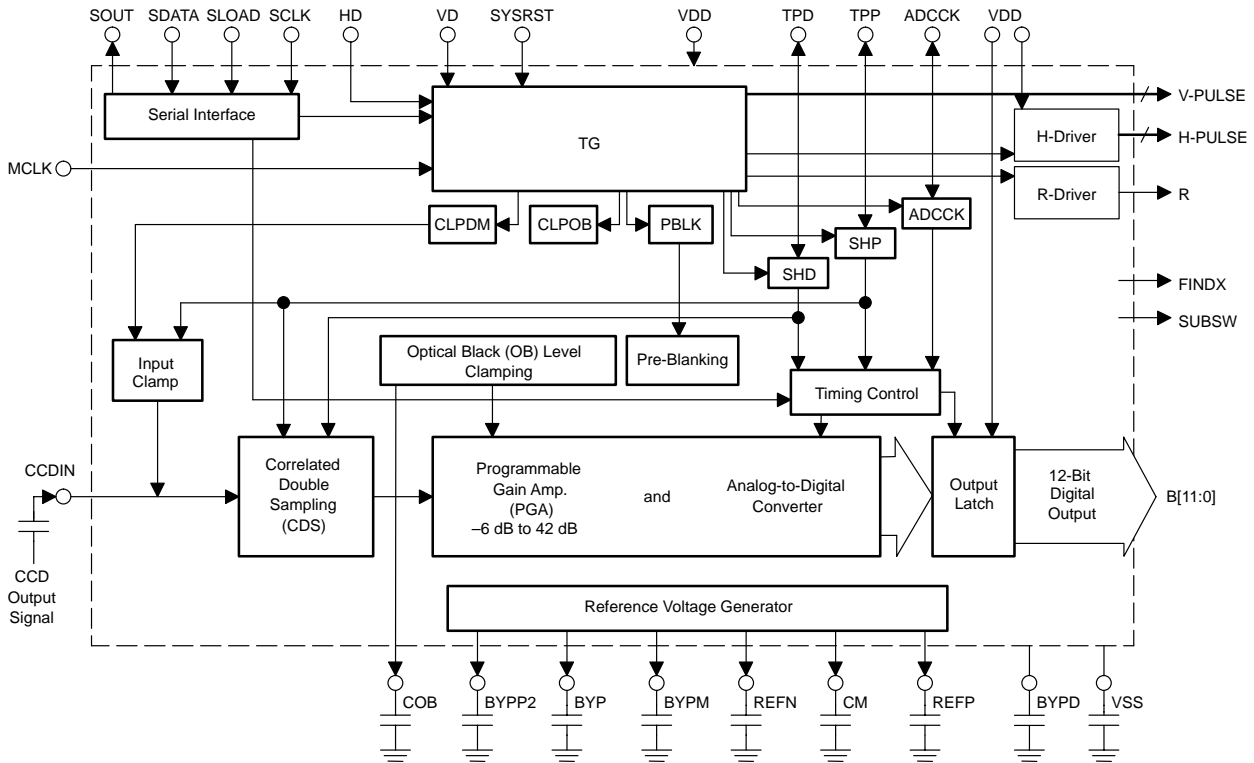 SOUT
SDATA
SLOAD
SCLK
HD
VD
SYSRST
VDD
TPD
TPP
ADCCK
VDD
Serial Interface
TG
V-PULSE
H-Driver
H-PULSE
MCLK
R-Driver
R
CLPDM
CLPOB
PBLK
ADCCK
SHP
SHD
FINDX
SUBSW
Input
Clamp
Optical Black (OB) Level
Clamping
Pre-Blanking
Timing Control
CCDIN
Correlated
Double
Sampling
(CDS)
Programmable
Gain Amp.
(PGA)
–6 dB to 42 dB
and
Analog-to-Digital
Converter
Output
Latch
12-Bit
Digital
Output
B[11:0]
CCD
Output
Signal
Reference Voltage Generator
COB
BYPP2
BYP
BYPM
REFN
CM
REFP
BYPD
VSS